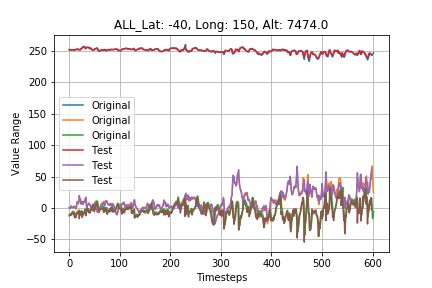 ALL_Lat: -40, Long: 150, Alt: 7474.0
Value Range
250
200
150
100
50
0
−50
Original
Original
Original
Test
Test
Test
0 100 200 300 400 500 600
Timesteps